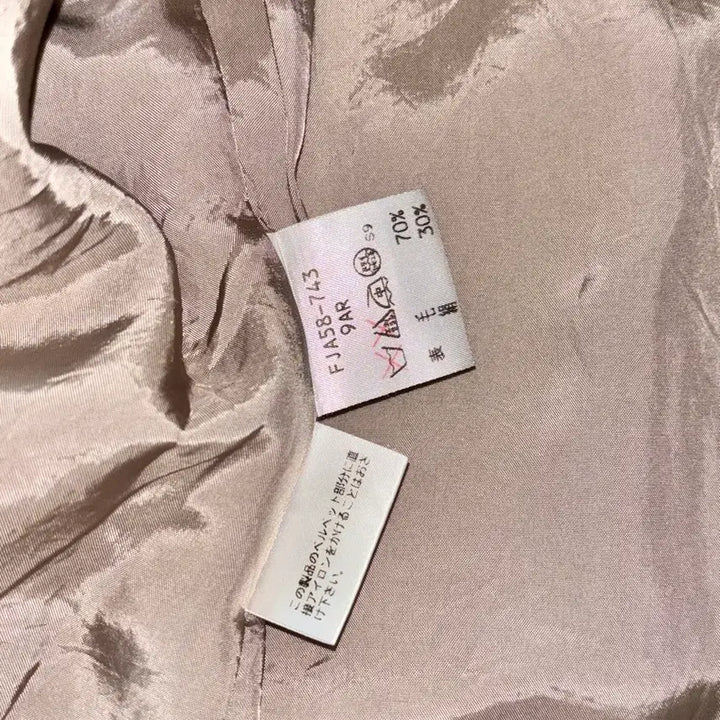 FJA58-743
9AR
S9
表 毛 70%
絹 30%
この製品のベルベット部分に直
接アイロンをかけることはおさ
け下さい。